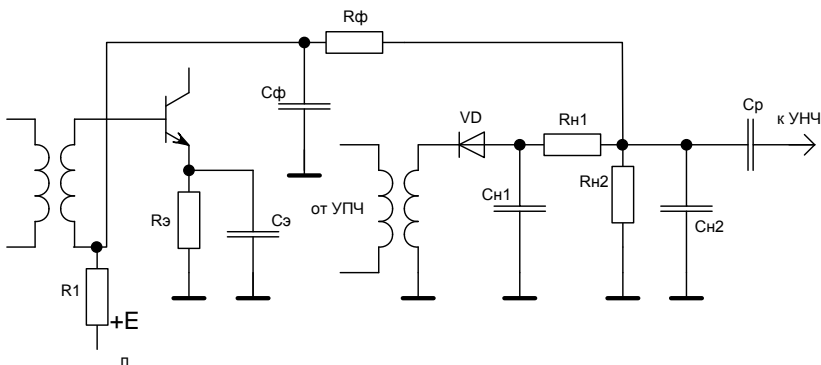 Rф
Cф
VD
Rн1
Cр
к УНЧ
Rэ
Cэ
от УПЧ
Cн1
Rн2
Cн2
R1
+E
п